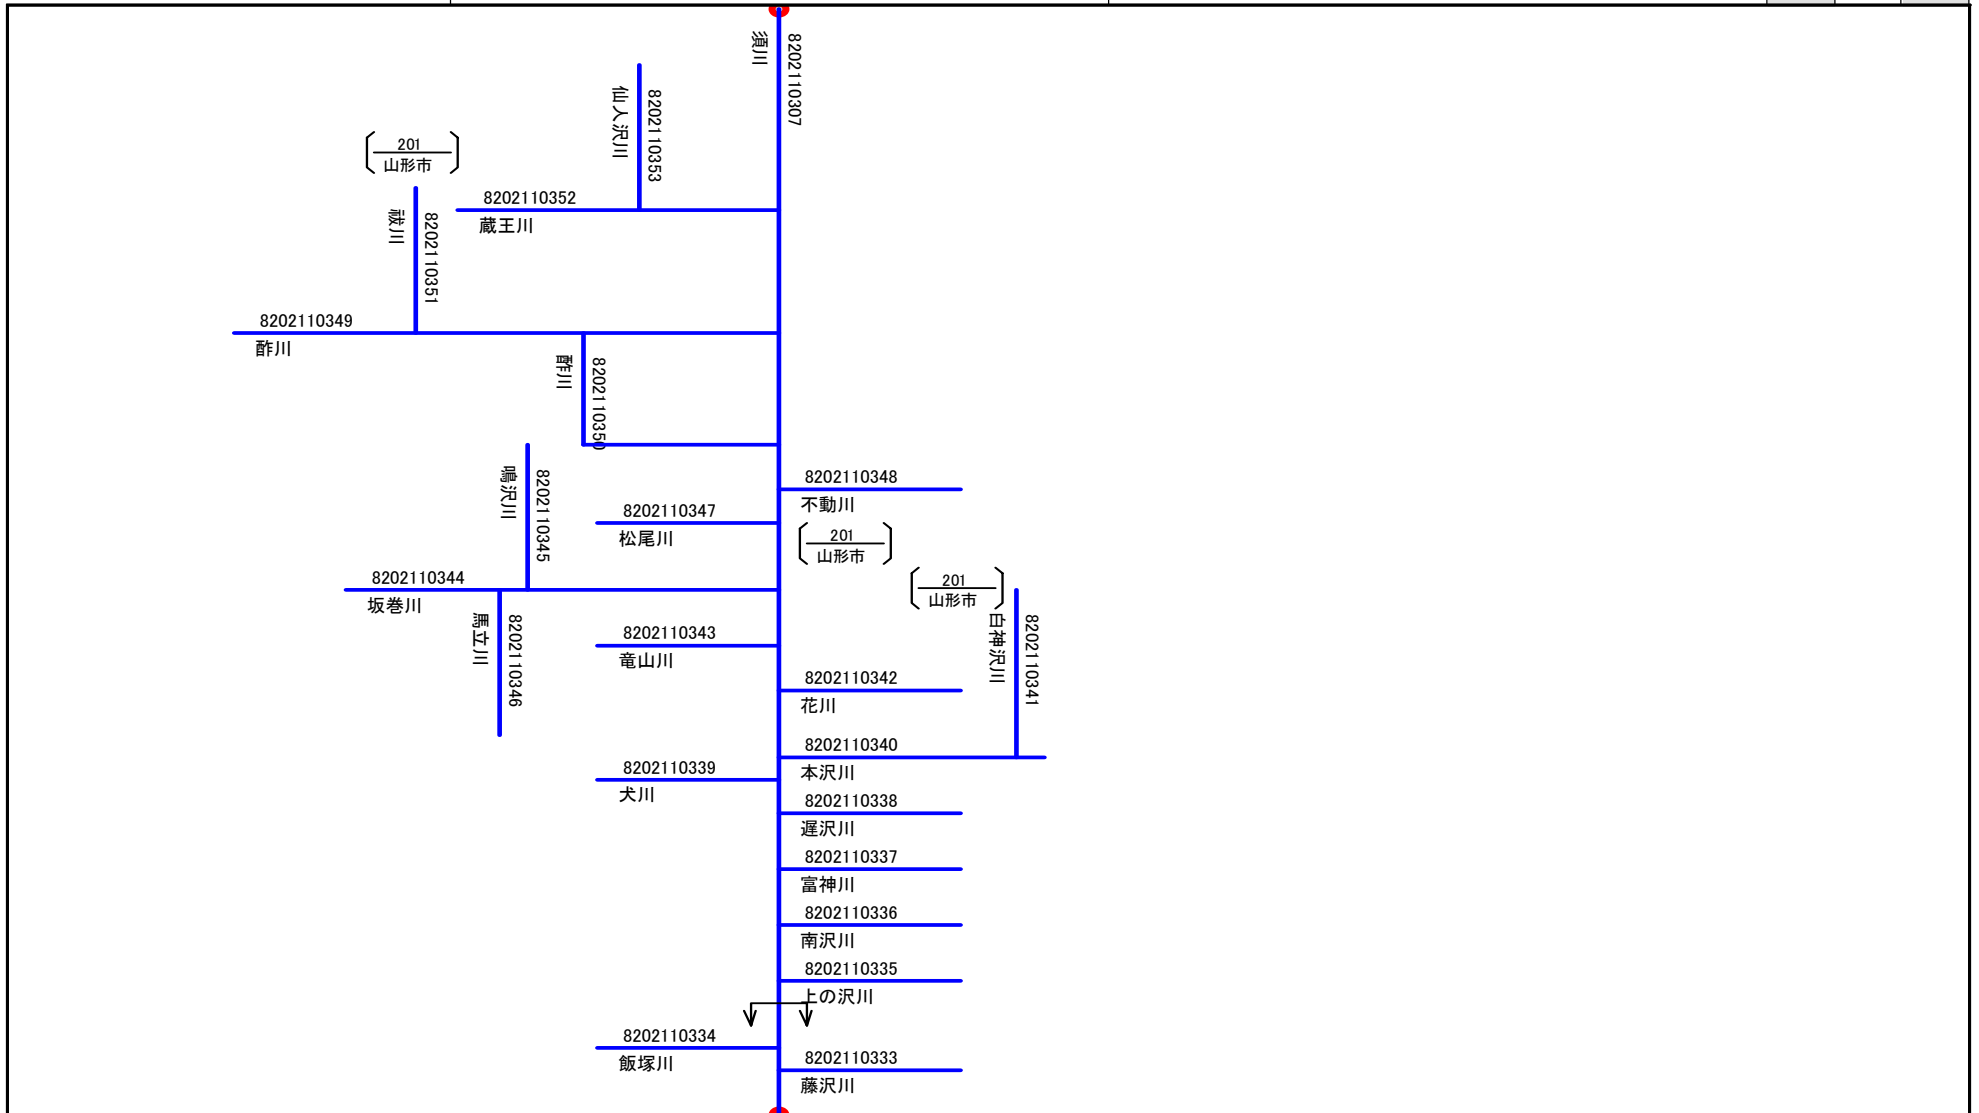 須川
8202110307
仙人沢川
8202110353
201
山形市
8202110352
蔵王川
祓川
8202110351
8202110349
酢川
酢川
8202110350
鳴沢川
8202110345
8202110348
不動川
8202110347
松尾川
201
山形市
8202110344
坂巻川
201
山形市
馬立川
8202110346
白神沢川
8202110341
8202110343
竜山川
8202110342
花川
8202110340
本沢川
8202110339
犬川
8202110338
遅沢川
8202110337
富神川
8202110336
南沢川
8202110335
上の沢川
8202110334
飯塚川
8202110333
藤沢川